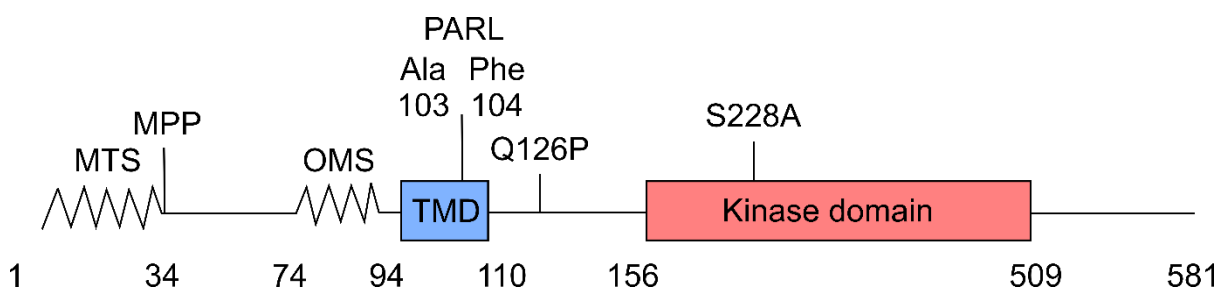 PARL
Ala Phe
103 104
MPP
S228A
MTS
OMS
Q126P
TMD
Kinase domain
1 34 74 94 110 156 509 581